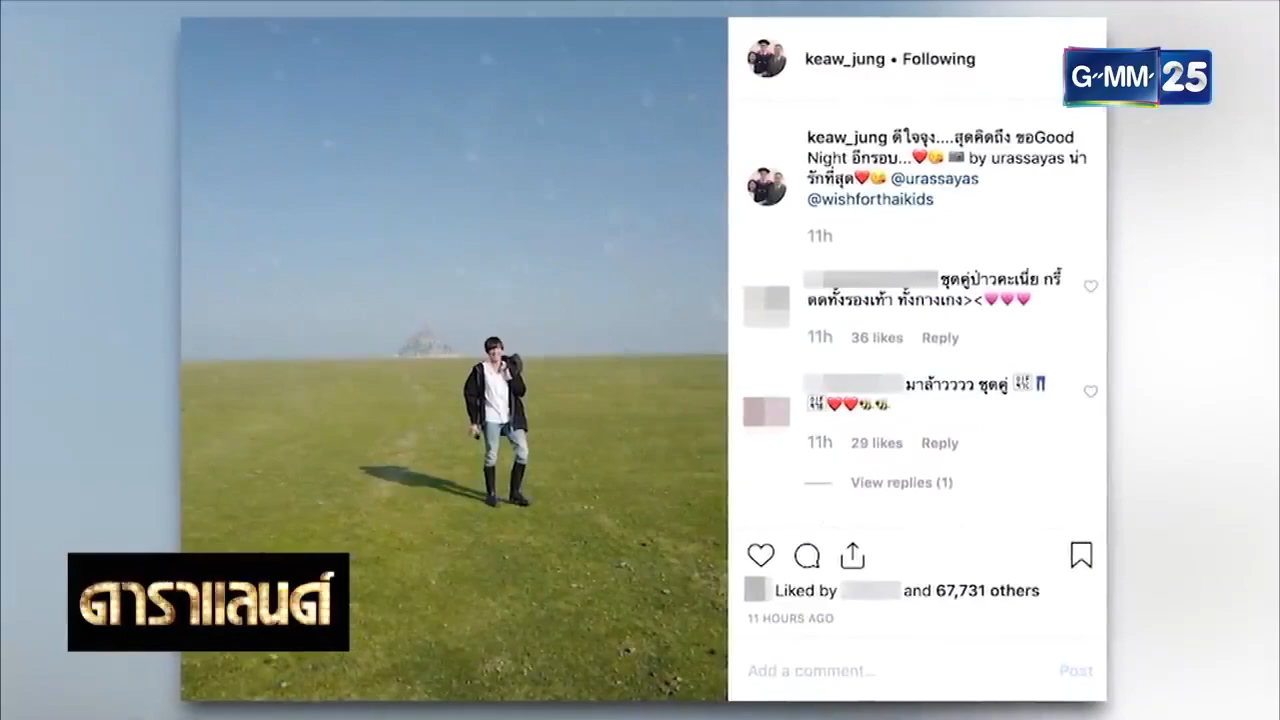 keaw_jung • Following
G-MM 25
keaw_jung ดีใจจุง....สุดคิดถึง ขอGood
Night อีกรอบ...❤️😘 📷 by urassayas น่า
รักที่สุด❤️😘 @urassayas
@wishforthaikids
11h
ชุดคู่ป่าวคะเนี่ย กรี้
ดดทั้งรองเท้า ทั้งกางเกง><💗💗💗
11h 36 likes Reply
มาล้าวววว ชุดคู่ 👖
❤️❤️
11h 29 likes Reply
View replies (1)
Liked by and 67,731 others
11 HOURS AGO
ดาราแลนด์
Add a comment... Post